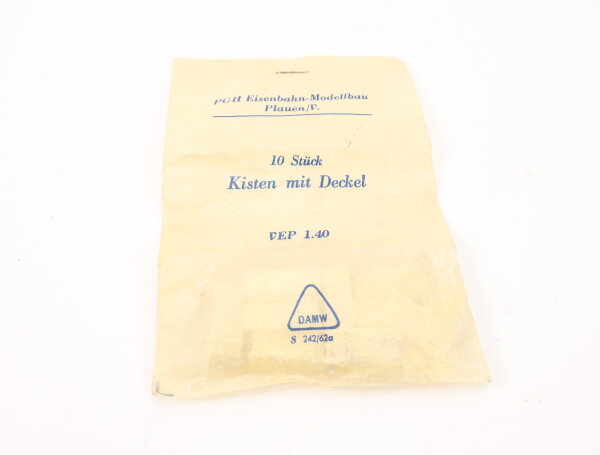 PGH Eisenbahn-Modellbau
Plauen/V.
10 Stück
Kisten mit Deckel
VEP 1.40
DAMW
S 242/62a